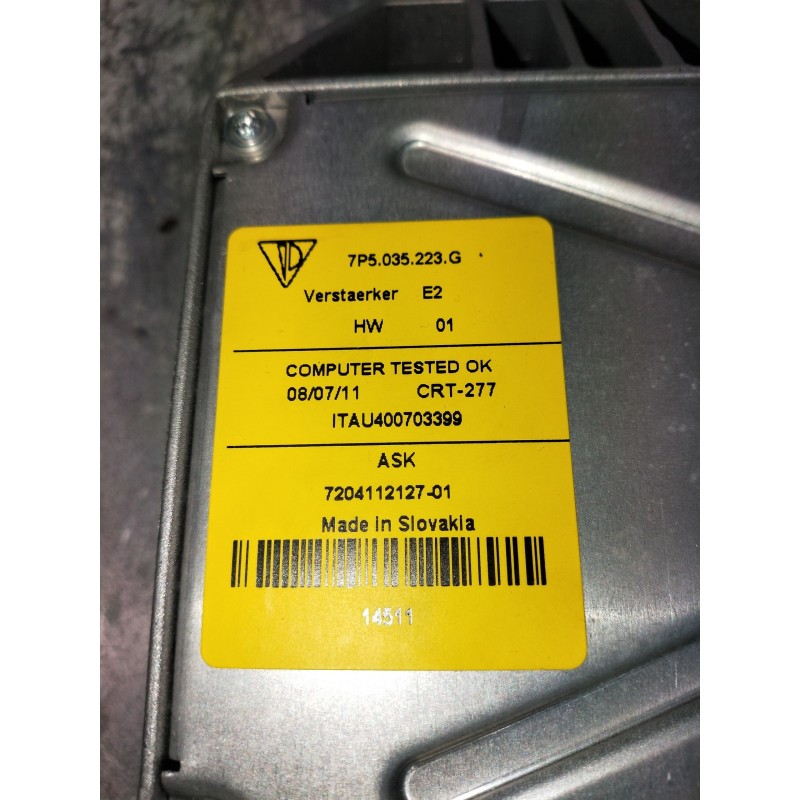 7P5.035.223.G
Verstaerker E2
HW 01
COMPUTER TESTED OK
08/07/11 CRT-277
ITAU400703399
ASK
7204112127-01
Made in Slovakia
14511